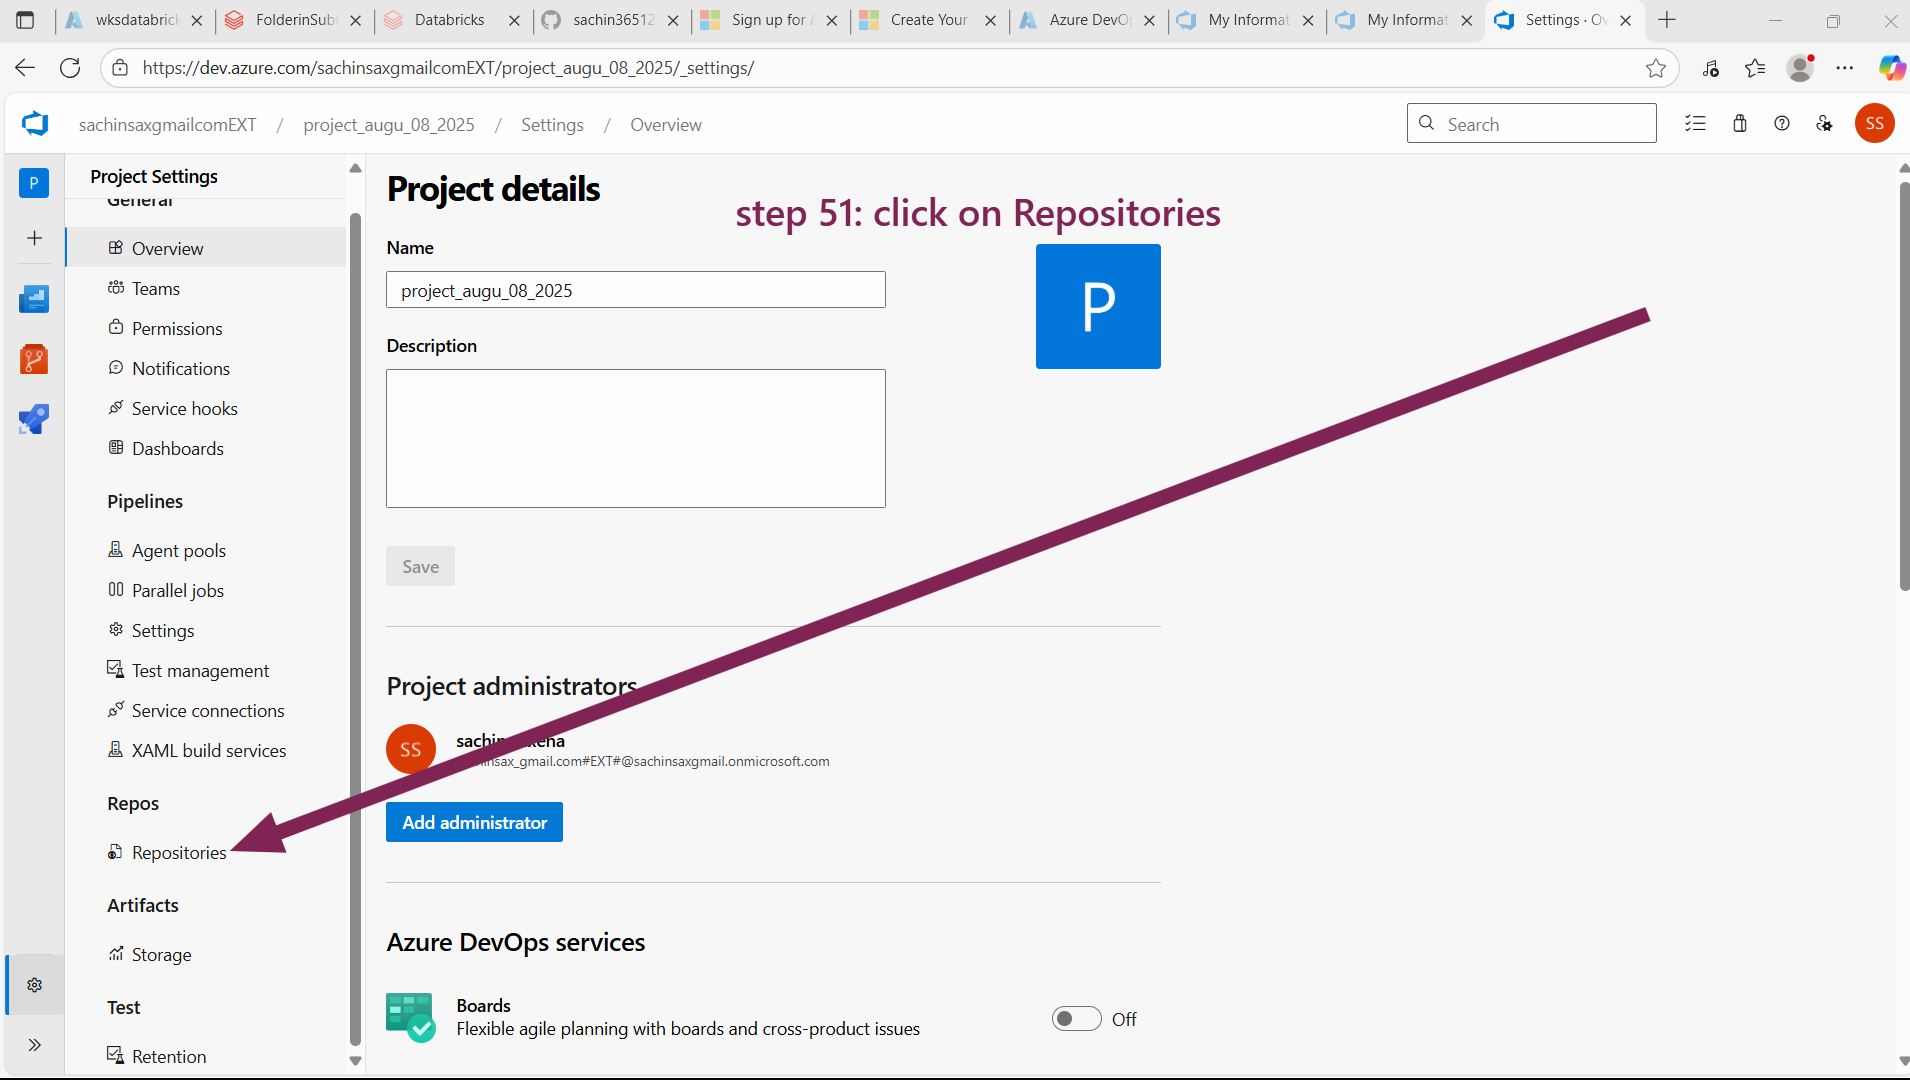 wksdatabrick
FolderinSubr
Databricks
sachin36512
Sign up for A
Create Your A
Azure DevO
My Informat
My Informat
Settings · Ov
https://dev.azure.com/sachinsaxgmailcomEXT/project_augu_08_2025/_settings/
sachinsaxgmailcomEXT / project_augu_08_2025 / Settings / Overview
Search
SS
P
Project Settings
General
Overview
Teams
Permissions
Notifications
Service hooks
Dashboards
Pipelines
Agent pools
Parallel jobs
Settings
Test management
Service connections
XAML build services
Repos
Repositories
Artifacts
Storage
Test
Retention
Project details
step 51: click on Repositories
Name
project_augu_08_2025
P
Description
Save
Project administrators
SS
Add administrator
Azure DevOps services
Boards
Flexible agile planning with boards and cross-product issues
Off